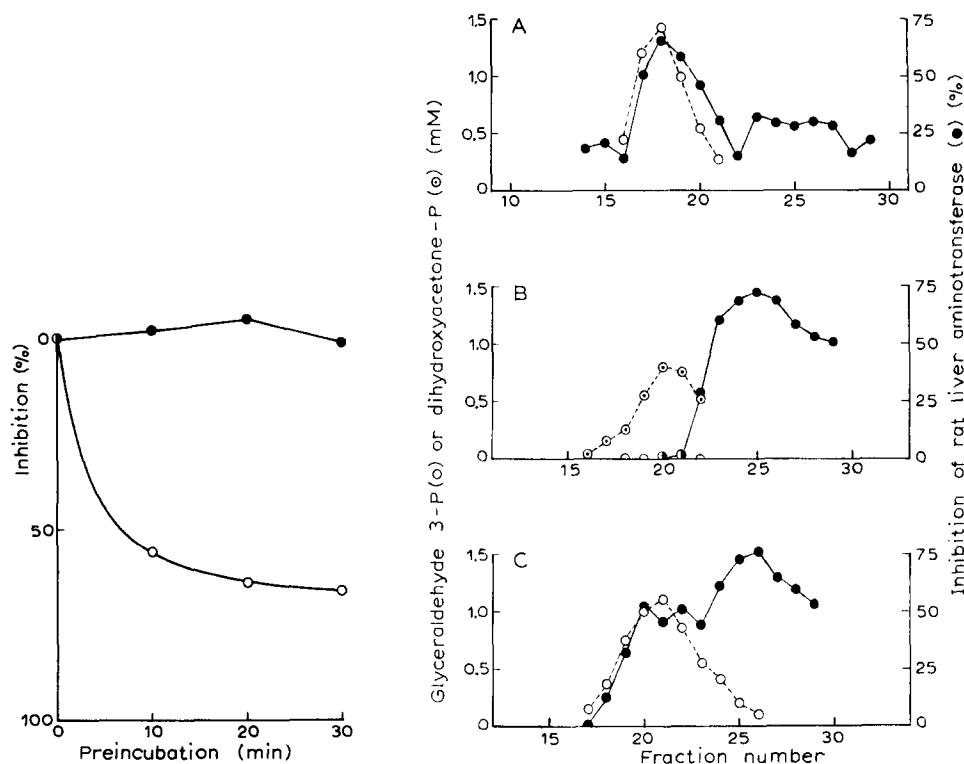 0
50
100
Inhibition (%)
0 10 20 30
Preincubation (min)
Glyceraldehyde 3-P (○) or dihydroxyacetone-P (⊙) (mM)
A
1,5
1,0
0,5
0
75
50
25
0
10 15 20 25 30
B
1,5
1,0
0,5
0
75
50
25
0
15 20 25 30
C
1,5
1,0
0,5
0
75
50
25
0
15 20 25 30
Fraction number
Inhibition of rat liver aminotransferase (●) (%)